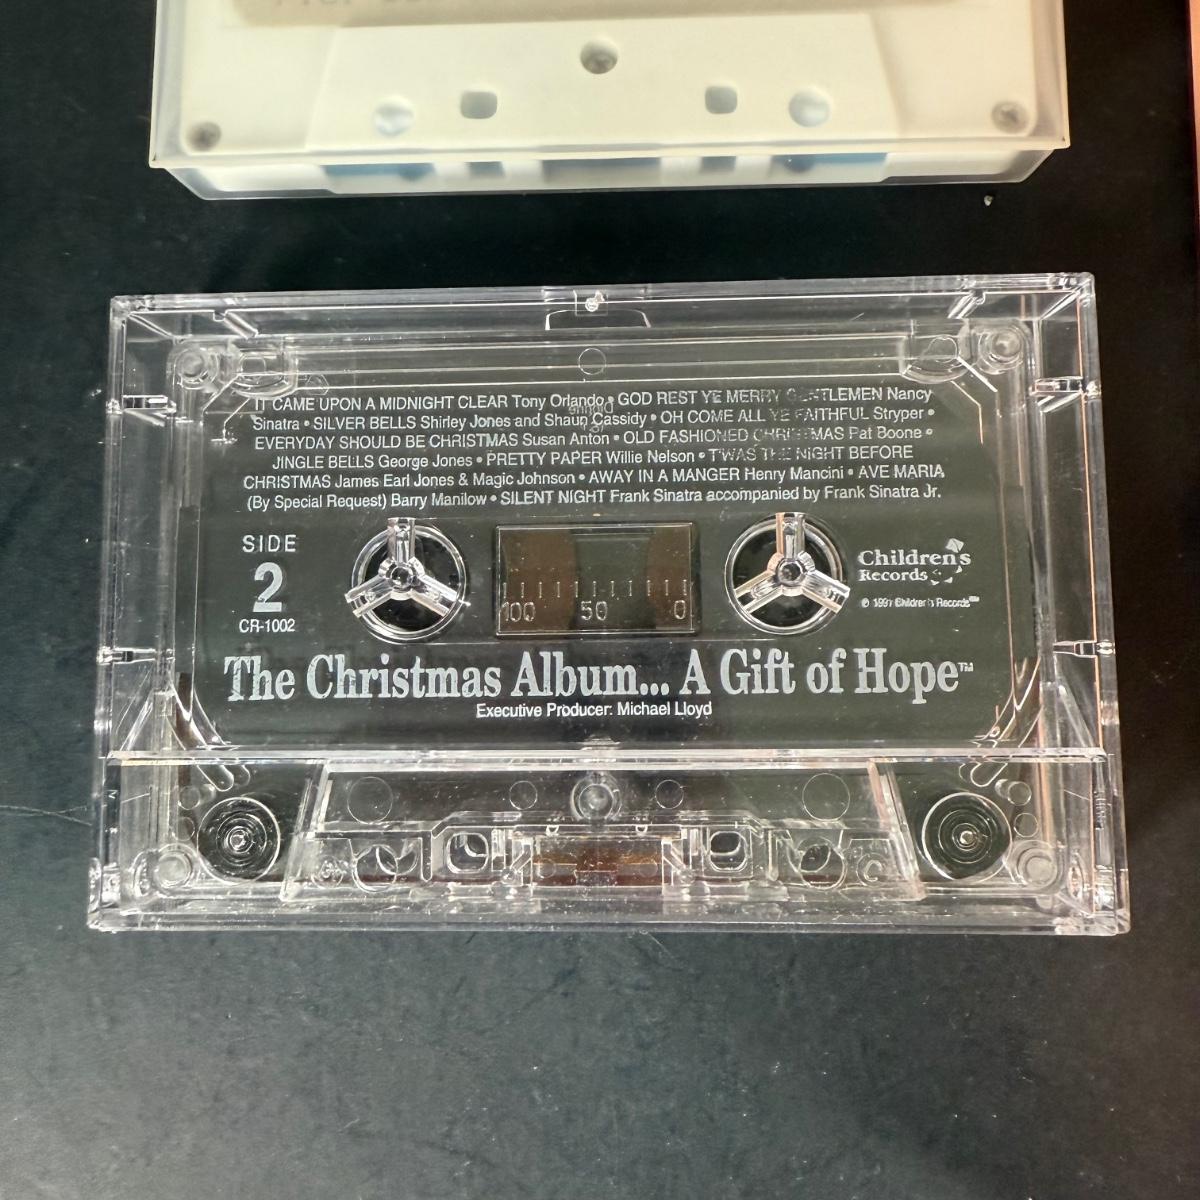 IT CAME UPON A MIDNIGHT CLEAR Tony Orlando • GOD REST YE MERRY GENTLEMEN Nancy
Sinatra • SILVER BELLS Shirley Jones and Shaun Cassidy • OH COME ALL YE FAITHFUL Stryper •
EVERYDAY SHOULD BE CHRISTMAS Susan Anton • OLD FASHIONED CHRISTMAS Pat Boone •
JINGLE BELLS George Jones • PRETTY PAPER Willie Nelson • T'WAS THE NIGHT BEFORE
CHRISTMAS James Earl Jones & Magic Johnson • AWAY IN A MANGER Henry Mancini • AVE MARIA
(By Special Request) Barry Manilow • SILENT NIGHT Frank Sinatra accompanied by Frank Sinatra Jr.
SIDE
2
CR-1002
100 50 0
Children's
Records
© 1991 Children's Records
The Christmas Album... A Gift of Hope™
Executive Producer: Michael Lloyd